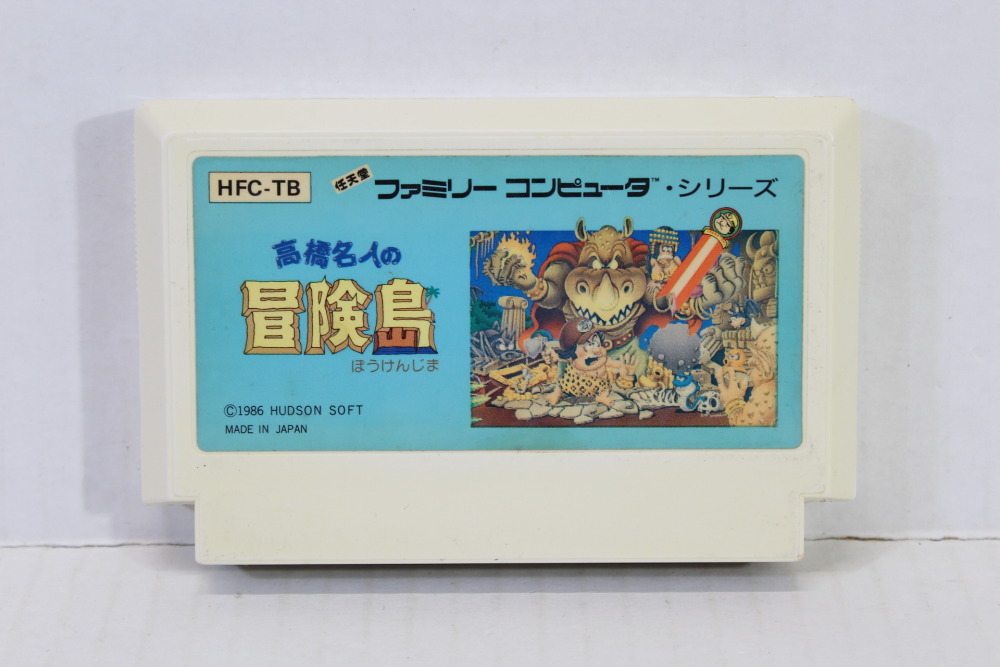 HFC-TB
任天堂 ファミリー コンピュータ™・シリーズ
高橋名人の
冒険島
ぼうけんじま
©1986 HUDSON SOFT
MADE IN JAPAN